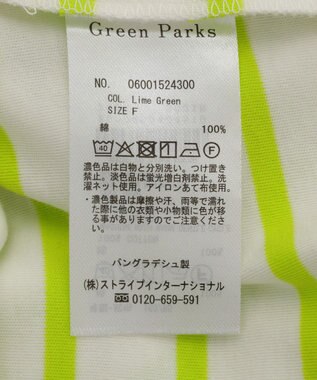 Green Parks
NO. 06001524300
COL. Lime Green
SIZE F
綿 100%
40
濃色品は白物と分別洗い。つけ置き
禁止。淡色品は蛍光増白剤禁止。洗
濯ネット使用。アイロンあて布使用。
・濃色製品は摩擦や汗、雨等で濡れ
た際に他の衣類や小物類に色が移
る事がありますのでご注意くださ
い。
バングラデシュ製
(株)ストライプインターナショナル
0120-659-591